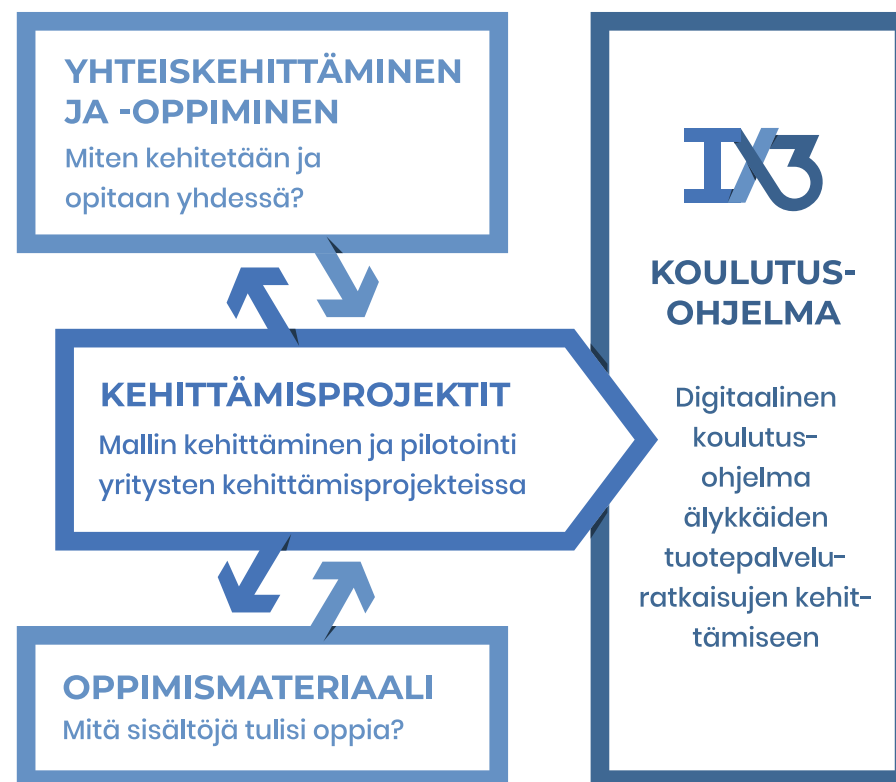 YHTEISKEHITTÄMINEN
JA -OPPIMINEN
Miten kehitetään ja
opitaan yhdessä?
KEHITTÄMISPROJEKTIT
Mallin kehittäminen ja pilotointi
yritysten kehittämisprojekteissa
OPPIMISMATERIAALI
Mitä sisältöjä tulisi oppia?
IX3
KOULUTUS-
OHJELMA
Digitaalinen
koulutus-
ohjelma
älykkäiden
tuotepalvelu-
ratkaisujen kehit-
tämiseen